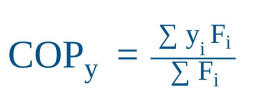 COP_y = ∑ y_i F_i / ∑ F_i